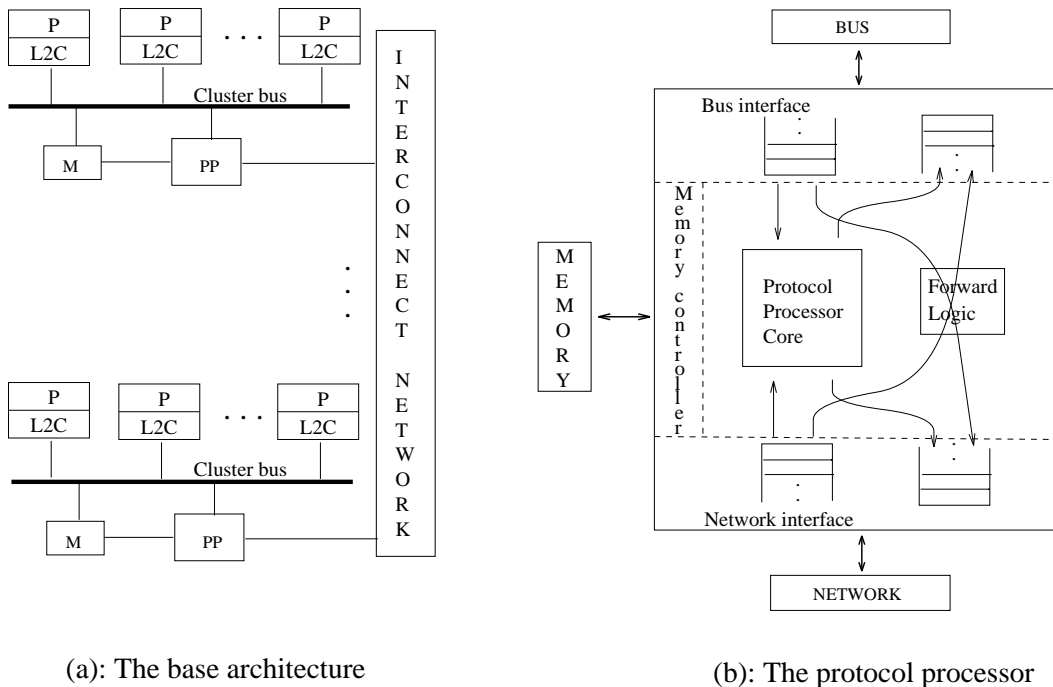 P P P
L2C L2C . . . L2C
Cluster bus
M PP
.
.
.
P P P
L2C L2C . . . L2C
Cluster bus
M PP
INTERCONNECT NETWORK
(a): The base architecture
BUS
Bus interface
Memory controller
MEMORY
Protocol
Processor
Core
Forward
Logic
Network interface
NETWORK
(b): The protocol processor